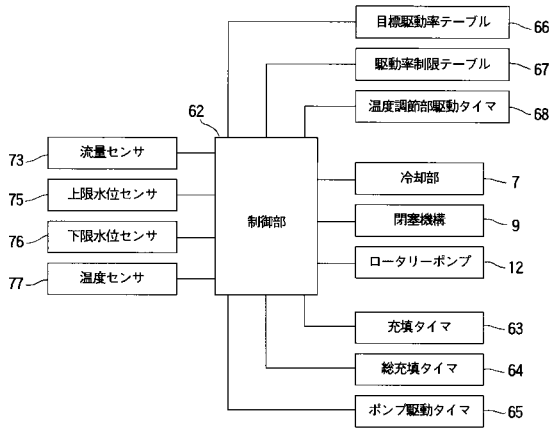 目標駆動率テーブル 66
駆動率制限テーブル 67
温度調節部駆動タイマ 68
62
制御部
73 流量センサ
75 上限水位センサ
76 下限水位センサ
77 温度センサ
冷却部 7
閉塞機構 9
ロータリーポンプ 12
充填タイマ 63
総充填タイマ 64
ポンプ駆動タイマ 65